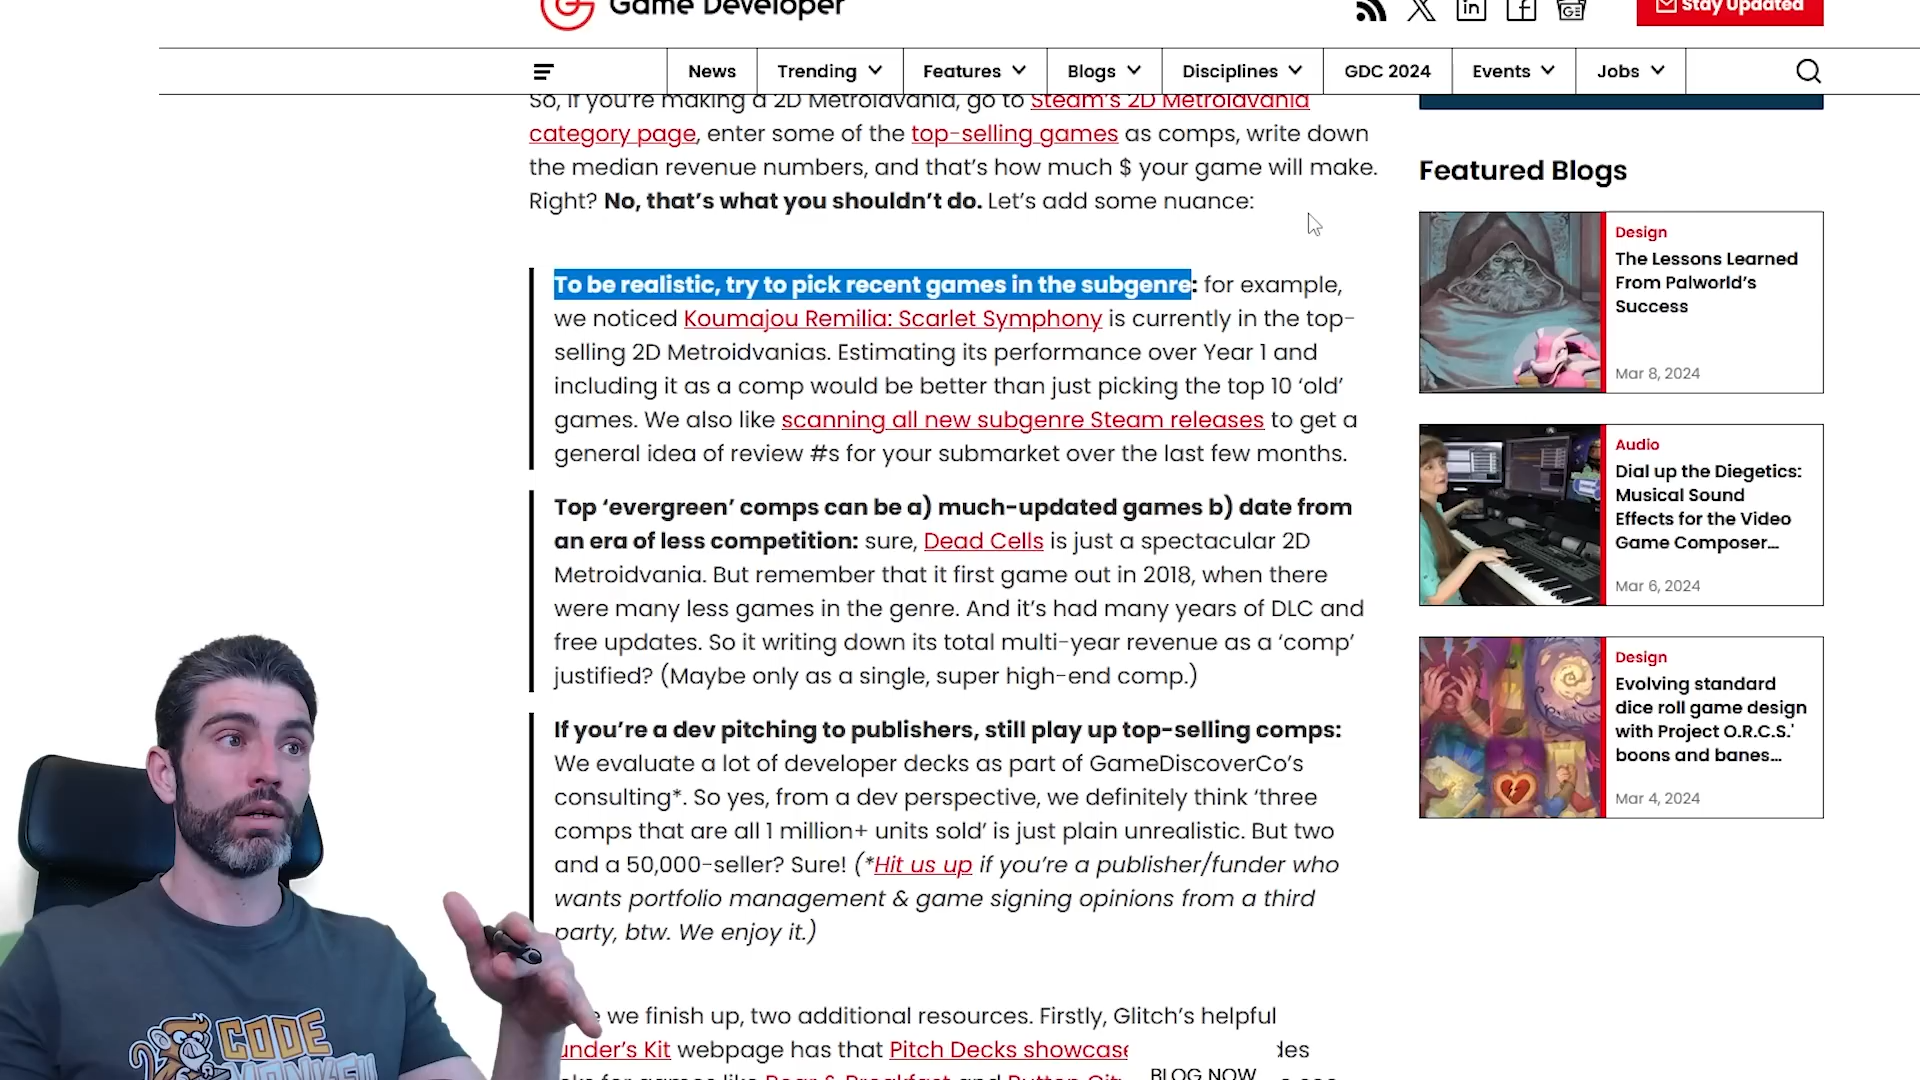 Game Developer
Stay Updated
News
Trending
Features
Blogs
Disciplines
GDC 2024
Events
Jobs
So, if you're making a 2D Metroidvania, go to Steam's 2D Metroidvania
category page, enter some of the top-selling games as comps, write down
the median revenue numbers, and that's how much $ your game will make.
Right? No, that's what you shouldn't do. Let's add some nuance:
To be realistic, try to pick recent games in the subgenre: for example,
we noticed Koumajou Remilia: Scarlet Symphony is currently in the top-
selling 2D Metroidvanias. Estimating its performance over Year 1 and
including it as a comp would be better than just picking the top 10 'old'
games. We also like scanning all new subgenre Steam releases to get a
general idea of review #s for your submarket over the last few months.
Top 'evergreen' comps can be a) much-updated games b) date from
an era of less competition: sure, Dead Cells is just a spectacular 2D
Metroidvania. But remember that it first game out in 2018, when there
were many less games in the genre. And it's had many years of DLC and
free updates. So it writing down its total multi-year revenue as a 'comp'
justified? (Maybe only as a single, super high-end comp.)
If you're a dev pitching to publishers, still play up top-selling comps:
We evaluate a lot of developer decks as part of GameDiscoverCo's
consulting*. So yes, from a dev perspective, we definitely think 'three
comps that are all 1 million+ units sold' is just plain unrealistic. But two
and a 50,000-seller? Sure! (*Hit us up if you're a publisher/funder who
wants portfolio management & game signing opinions from a third
party, btw. We enjoy it.)
we finish up, two additional resources. Firstly, Glitch's helpful
under's Kit webpage has that Pitch Decks showcase
Bear & Breakfast and
Featured Blogs
Design
The Lessons Learned
From Palworld's
Success
Mar 8, 2024
Audio
Dial up the Diegetics:
Musical Sound
Effects for the Video
Game Composer...
Mar 6, 2024
Design
Evolving standard
dice roll game design
with Project O.R.C.S.'
boons and banes...
Mar 4, 2024
BLOG NOW
CODE
MONKEY